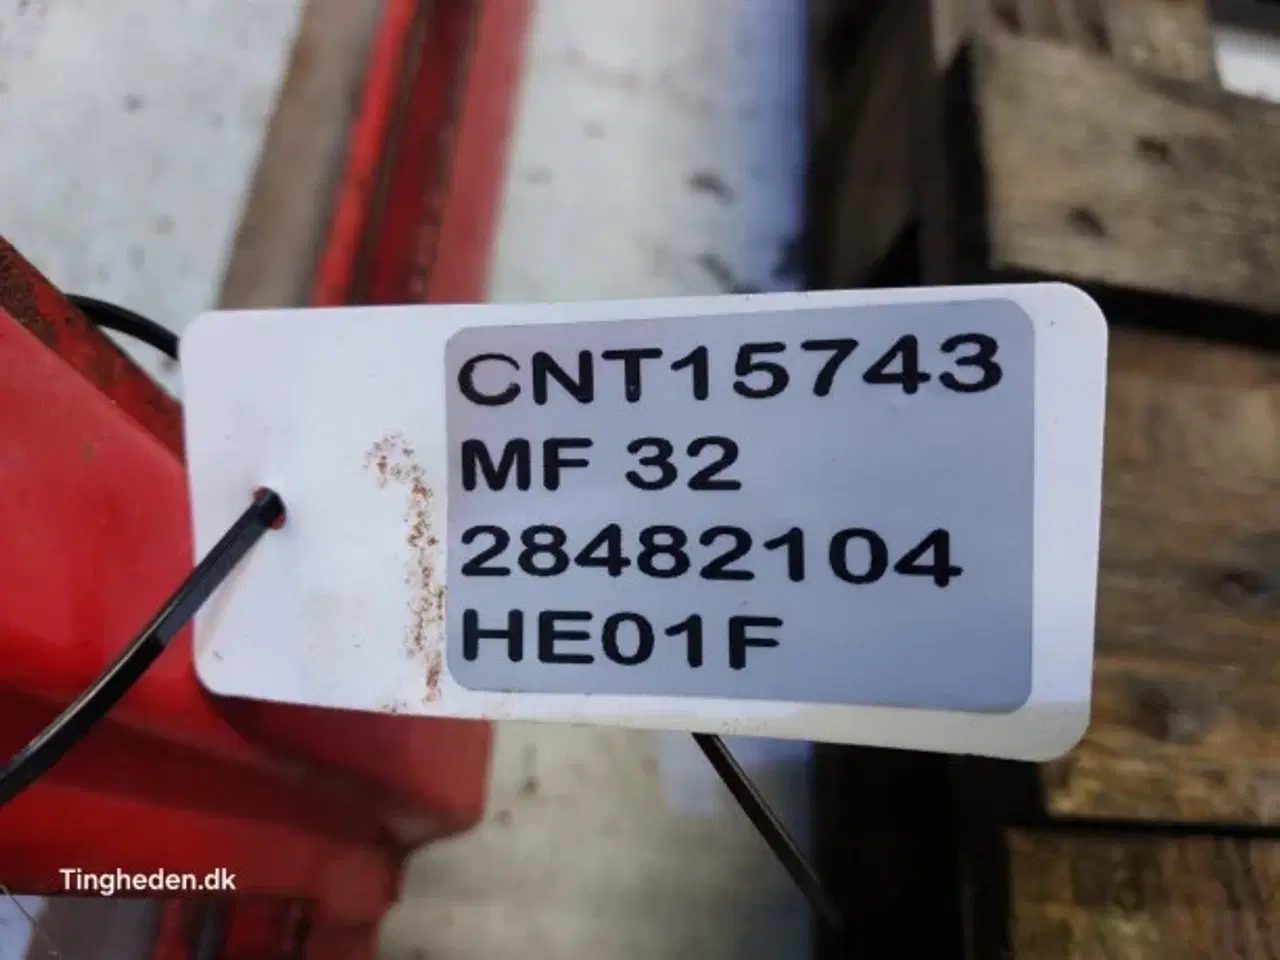 CNT15743
MF 32
28482104
HE01F
Tingheden.dk